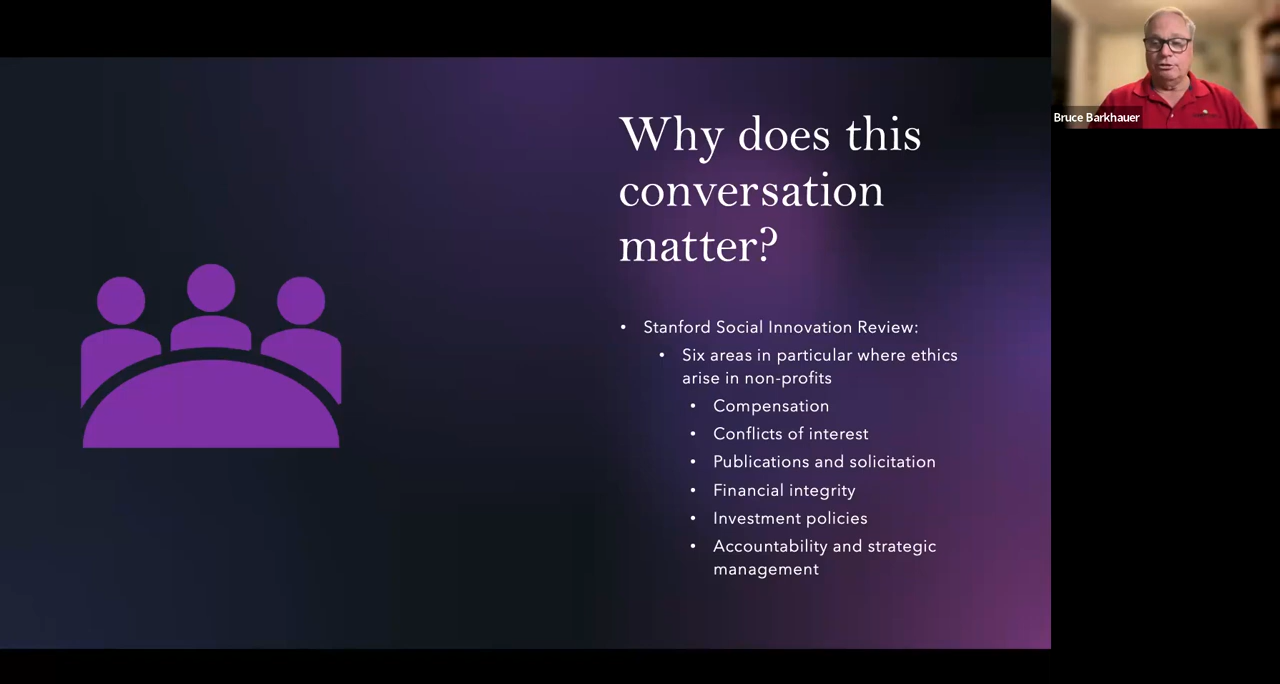 Why does this
conversation
matter?
• Stanford Social Innovation Review:
• Six areas in particular where ethics
arise in non-profits
• Compensation
• Conflicts of interest
• Publications and solicitation
• Financial integrity
• Investment policies
• Accountability and strategic
management
Bruce Barkhauer